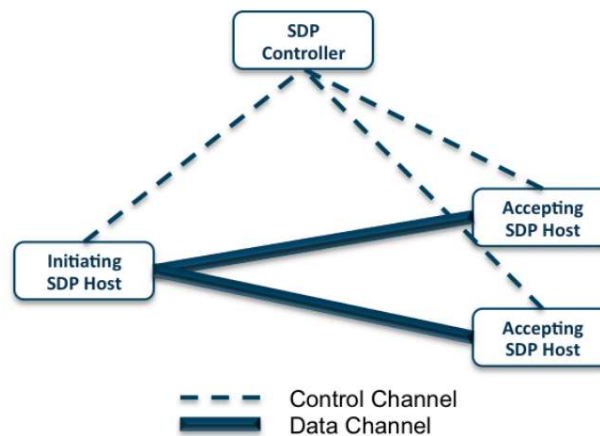 SDP
Controller
Accepting
SDP Host
Initiating
SDP Host
Accepting
SDP Host
Control Channel
Data Channel